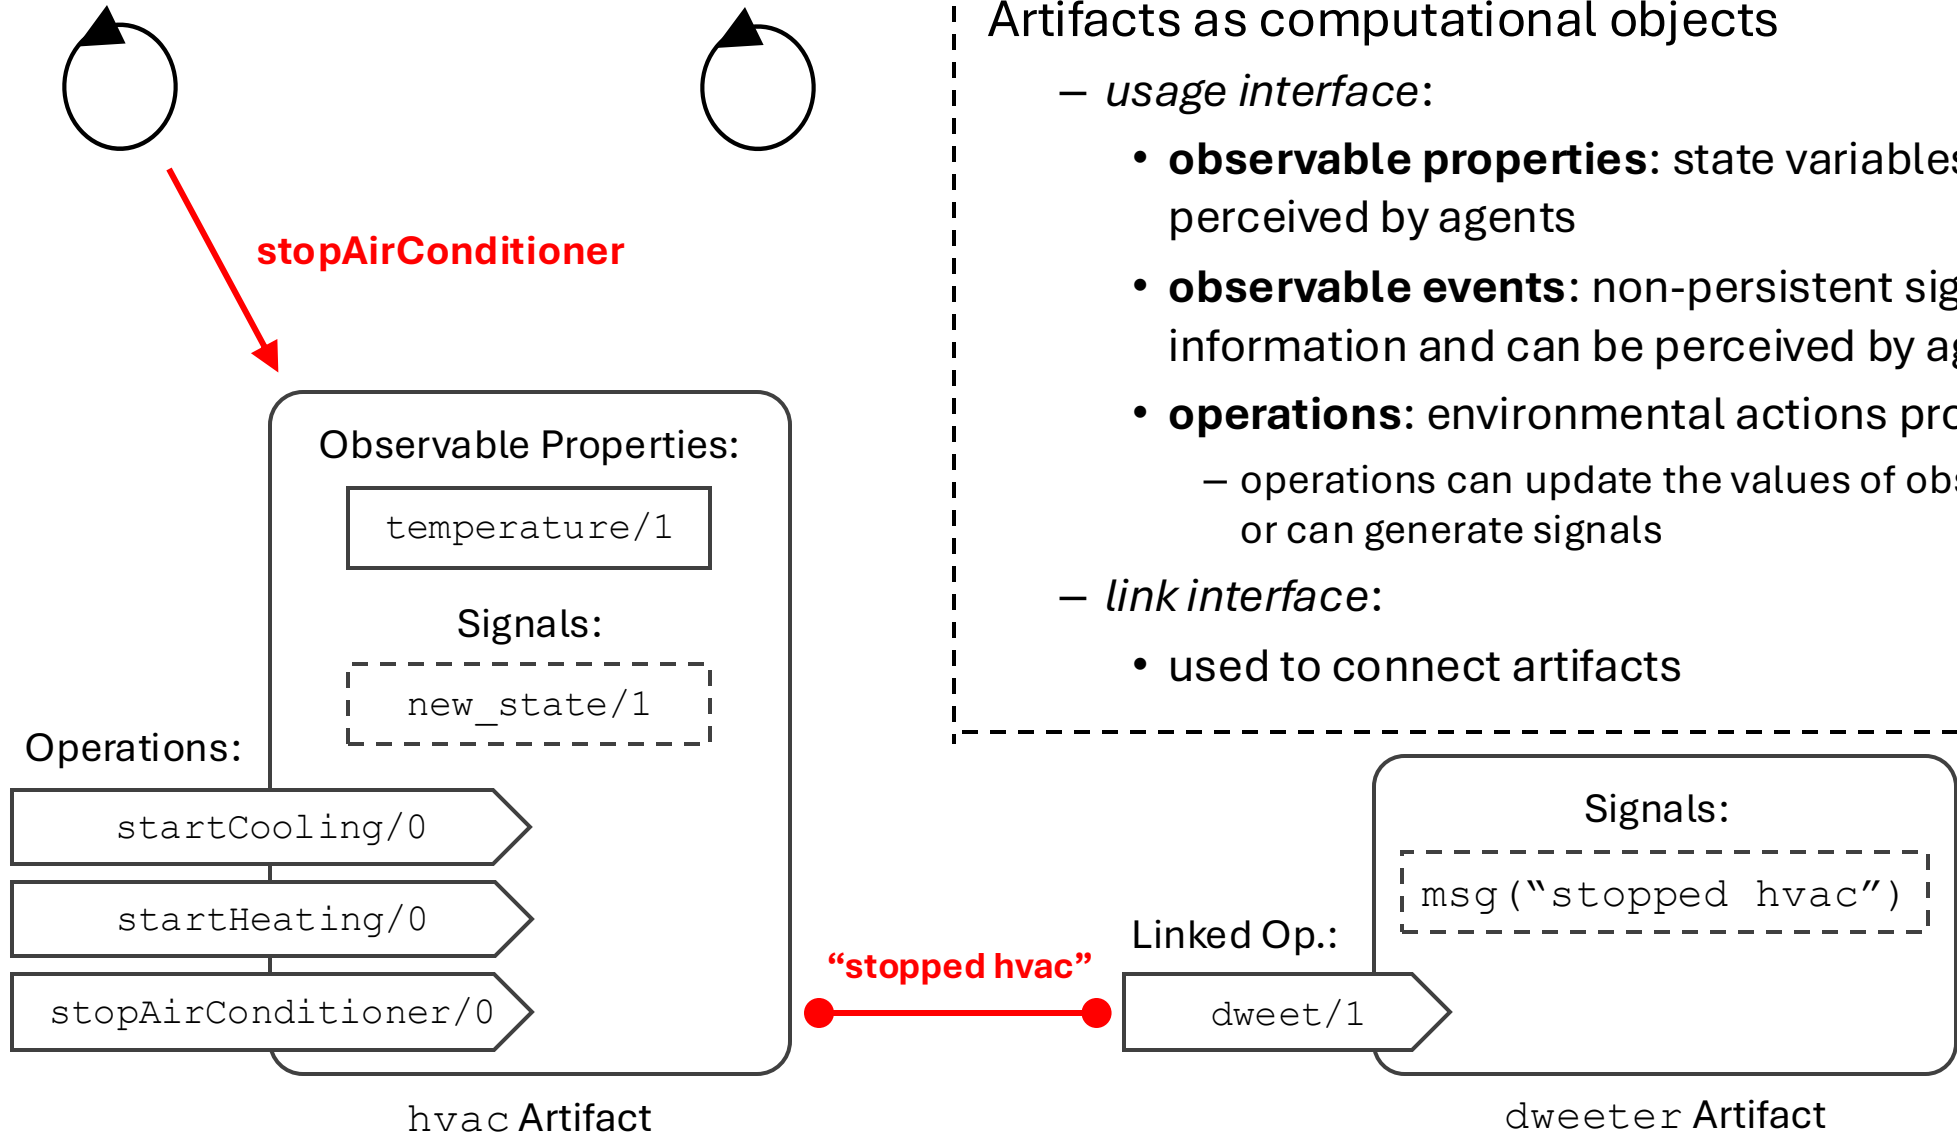 Artifacts as computational objects
– usage interface:
• observable properties: state variables
perceived by agents
• observable events: non-persistent sig
information and can be perceived by ag
• operations: environmental actions pro
– operations can update the values of obs
or can generate signals
– link interface:
• used to connect artifacts
stopAirConditioner
Observable Properties:
temperature/1
Signals:
new_state/1
Operations:
startCooling/0
startHeating/0
stopAirConditioner/0
hvac Artifact
“stopped hvac”
Linked Op.:
dweet/1
Signals:
msg(“stopped hvac”)
dweeter Artifact